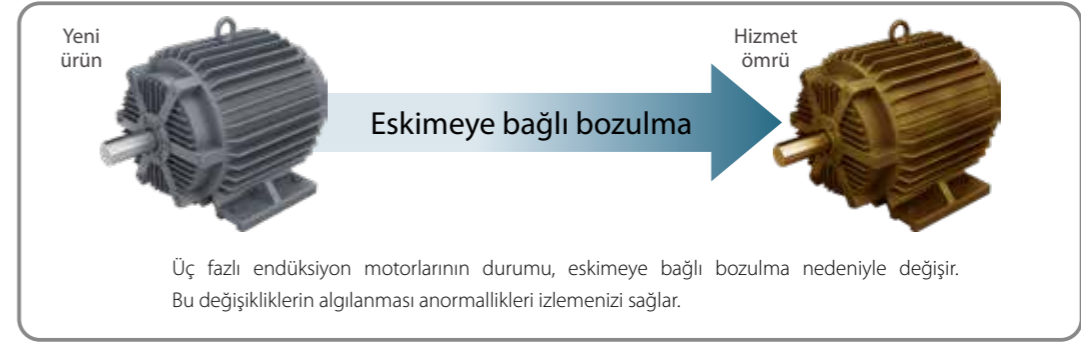 Yeni
ürün
Hizmet
ömrü
Eskimeye bağlı bozulma
Üç fazlı endüksiyon motorlarının durumu, eskimeye bağlı bozulma nedeniyle değişir.
Bu değişikliklerin algılanması anormallikleri izlemenizi sağlar.